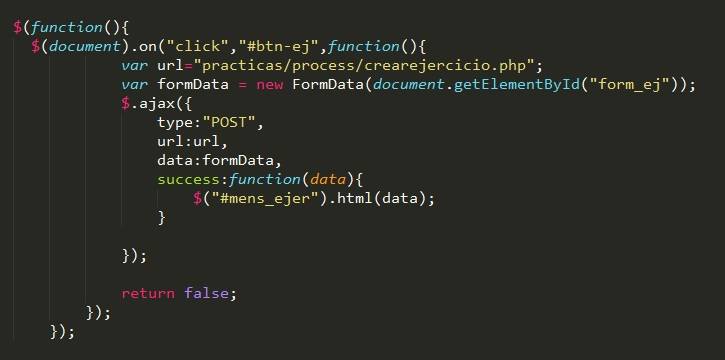 $(function(){
$(document).on("click","#btn-ej",function(){
var url="practicas/process/crearejercicio.php";
var formData = new FormData(document.getElementById("form_ej"));
$.ajax({
type:"POST",
url:url,
data:formData,
success:function(data){
$("#mens_ejer").html(data);
}
});
return false;
});
});